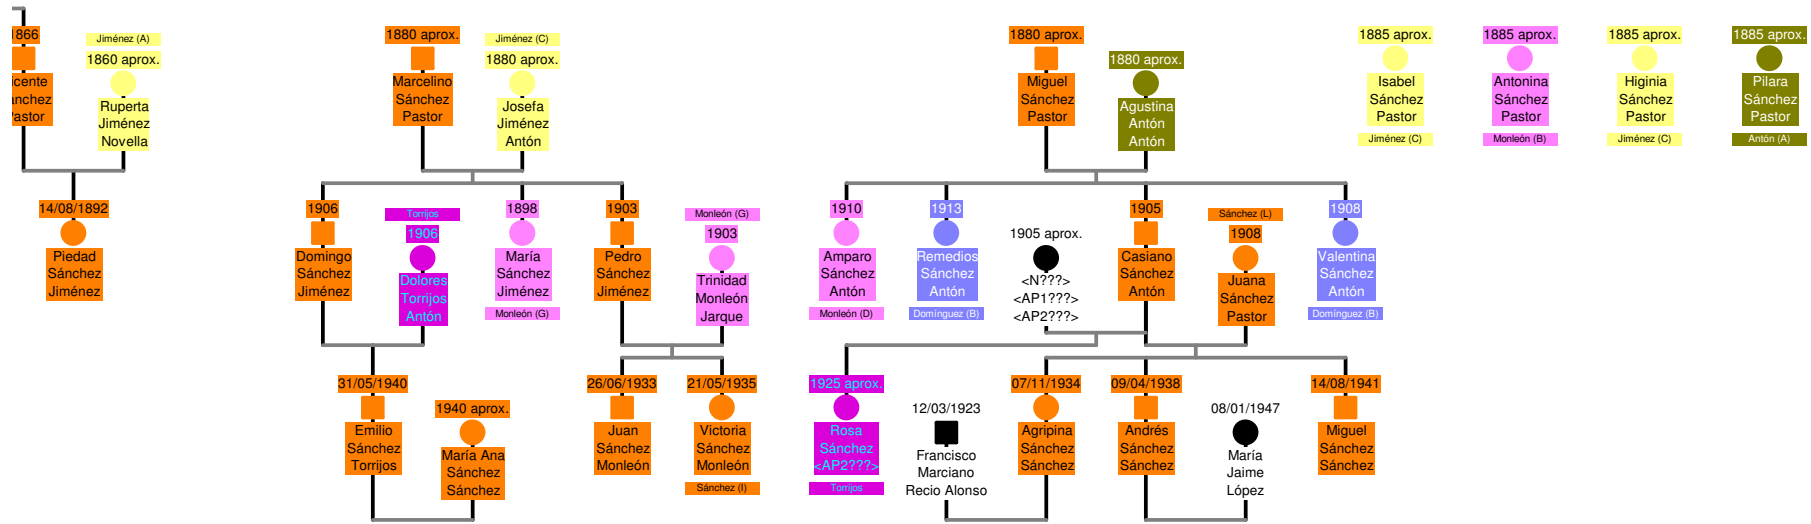 1866
icente
ánchez
Pastor
Jiménez (A)
1860 aprox.
Ruperta
Jiménez
Novella
1880 aprox.
Marcelino
Sánchez
Pastor
Jiménez (C)
1880 aprox.
Josefa
Jiménez
Antón
1880 aprox.
Miguel
Sánchez
Pastor
1880 aprox.
Agustina
Antón
Antón
1885 aprox.
Isabel
Sánchez
Pastor
Jiménez (C)
1885 aprox.
Antonina
Sánchez
Pastor
Monleón (B)
1885 aprox.
Higinia
Sánchez
Pastor
Jiménez (C)
1885 aprox.
Pilara
Sánchez
Pastor
Antón (A)
14/08/1892
Piedad
Sánchez
Jiménez
1906
Domingo
Sánchez
Jiménez
Torrijos
1906
Dolores
Torrijos
Antón
1898
María
Sánchez
Jiménez
Monleón (G)
1903
Pedro
Sánchez
Jiménez
Monleón (G)
1903
Trinidad
Monleón
Jarque
1910
Amparo
Sánchez
Antón
Monleón (D)
1913
Remedios
Sánchez
Antón
Domínguez (B)
1905 aprox.
<N???>
<AP1???>
<AP2???>
1905
Casiano
Sánchez
Antón
Sánchez (L)
1908
Juana
Sánchez
Pastor
1908
Valentina
Sánchez
Antón
Domínguez (B)
31/05/1940
Emilio
Sánchez
Torrijos
1940 aprox.
María Ana
Sánchez
Sánchez
26/06/1933
Juan
Sánchez
Monleón
21/05/1935
Victoria
Sánchez
Monleón
Sánchez (I)
1925 aprox.
Rosa
Sánchez
<AP2???>
Torrijos
12/03/1923
Francisco
Marciano
Recio Alonso
07/11/1934
Agripina
Sánchez
Sánchez
09/04/1938
Andrés
Sánchez
Sánchez
08/01/1947
María
Jaime
López
14/08/1941
Miguel
Sánchez
Sánchez